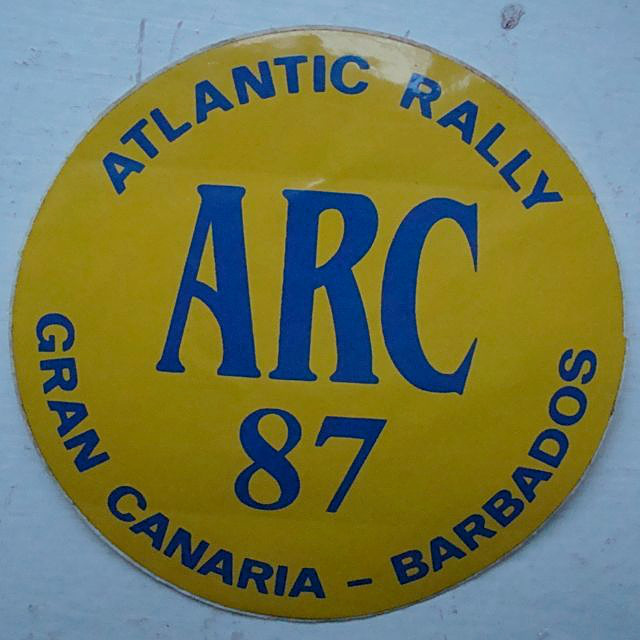 ATLANTIC RALLY
ARC
87
GRAN CANARIA – BARBADOS